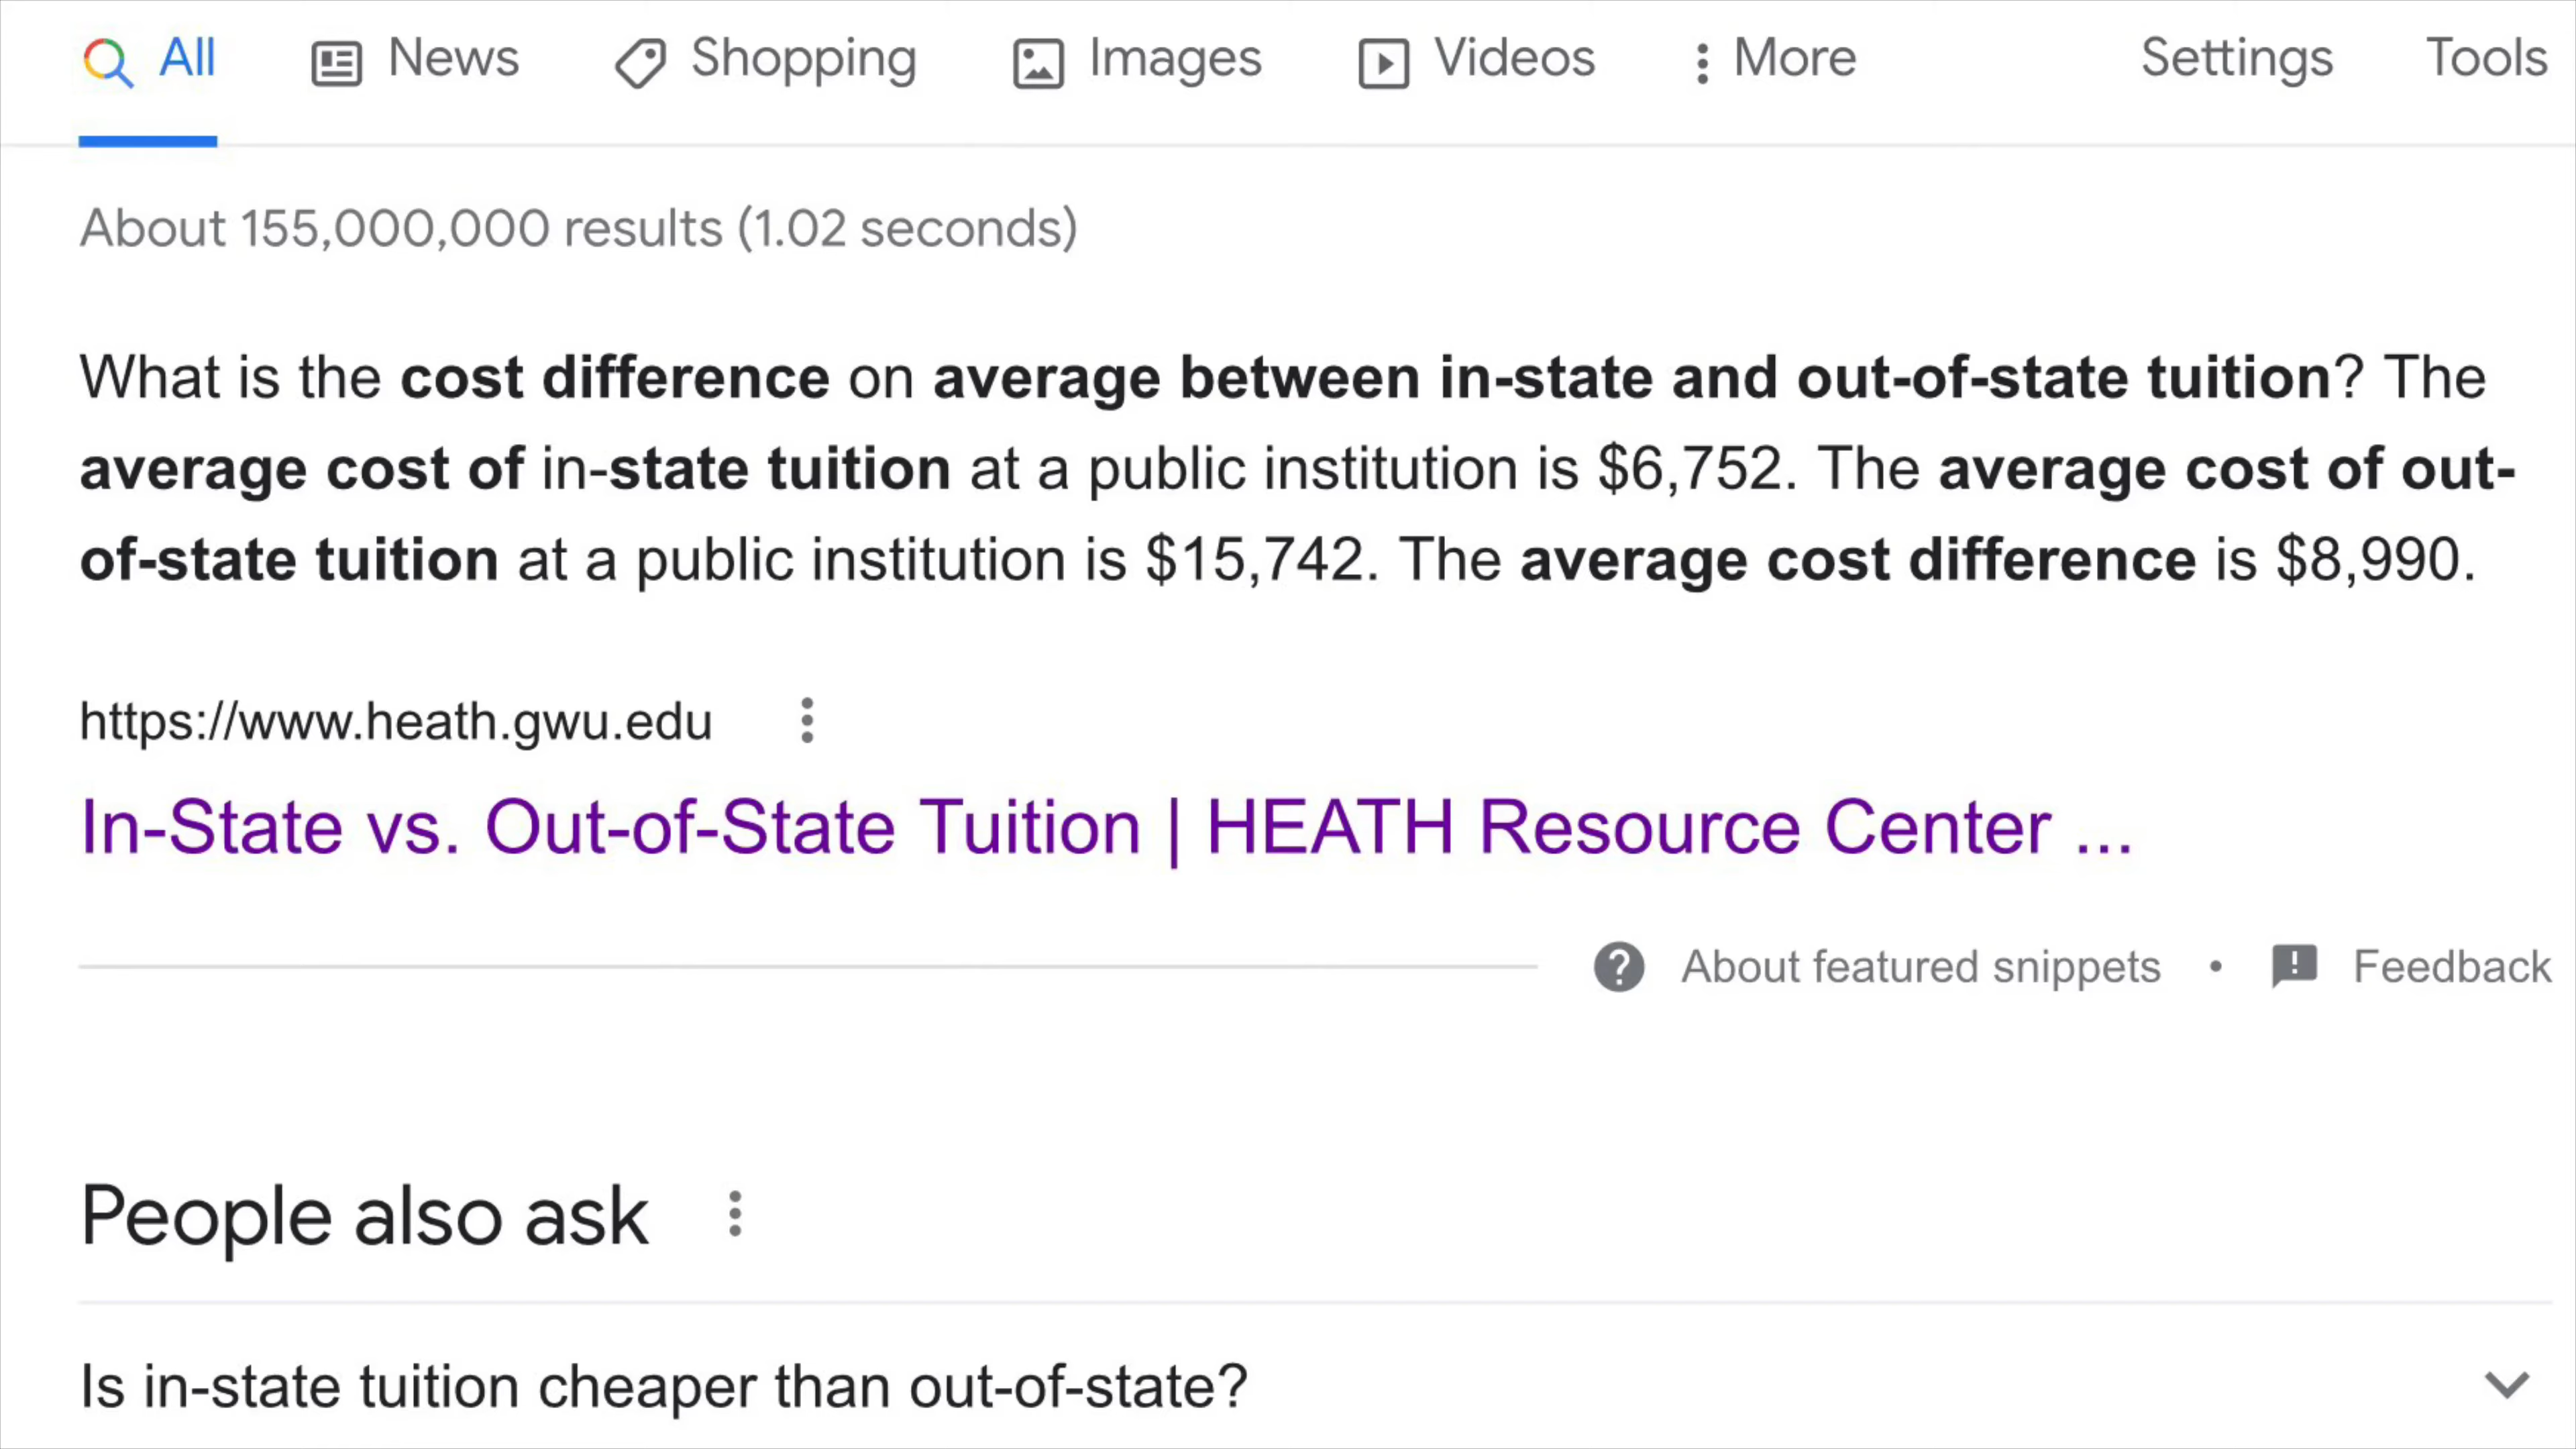 All News Shopping Images Videos More Settings Tools
About 155,000,000 results (1.02 seconds)
What is the cost difference on average between in-state and out-of-state tuition? The
average cost of in-state tuition at a public institution is $6,752. The average cost of out-
of-state tuition at a public institution is $15,742. The average cost difference is $8,990.
https://www.heath.gwu.edu
In-State vs. Out-of-State Tuition | HEATH Resource Center ...
About featured snippets • Feedback
People also ask
Is in-state tuition cheaper than out-of-state?